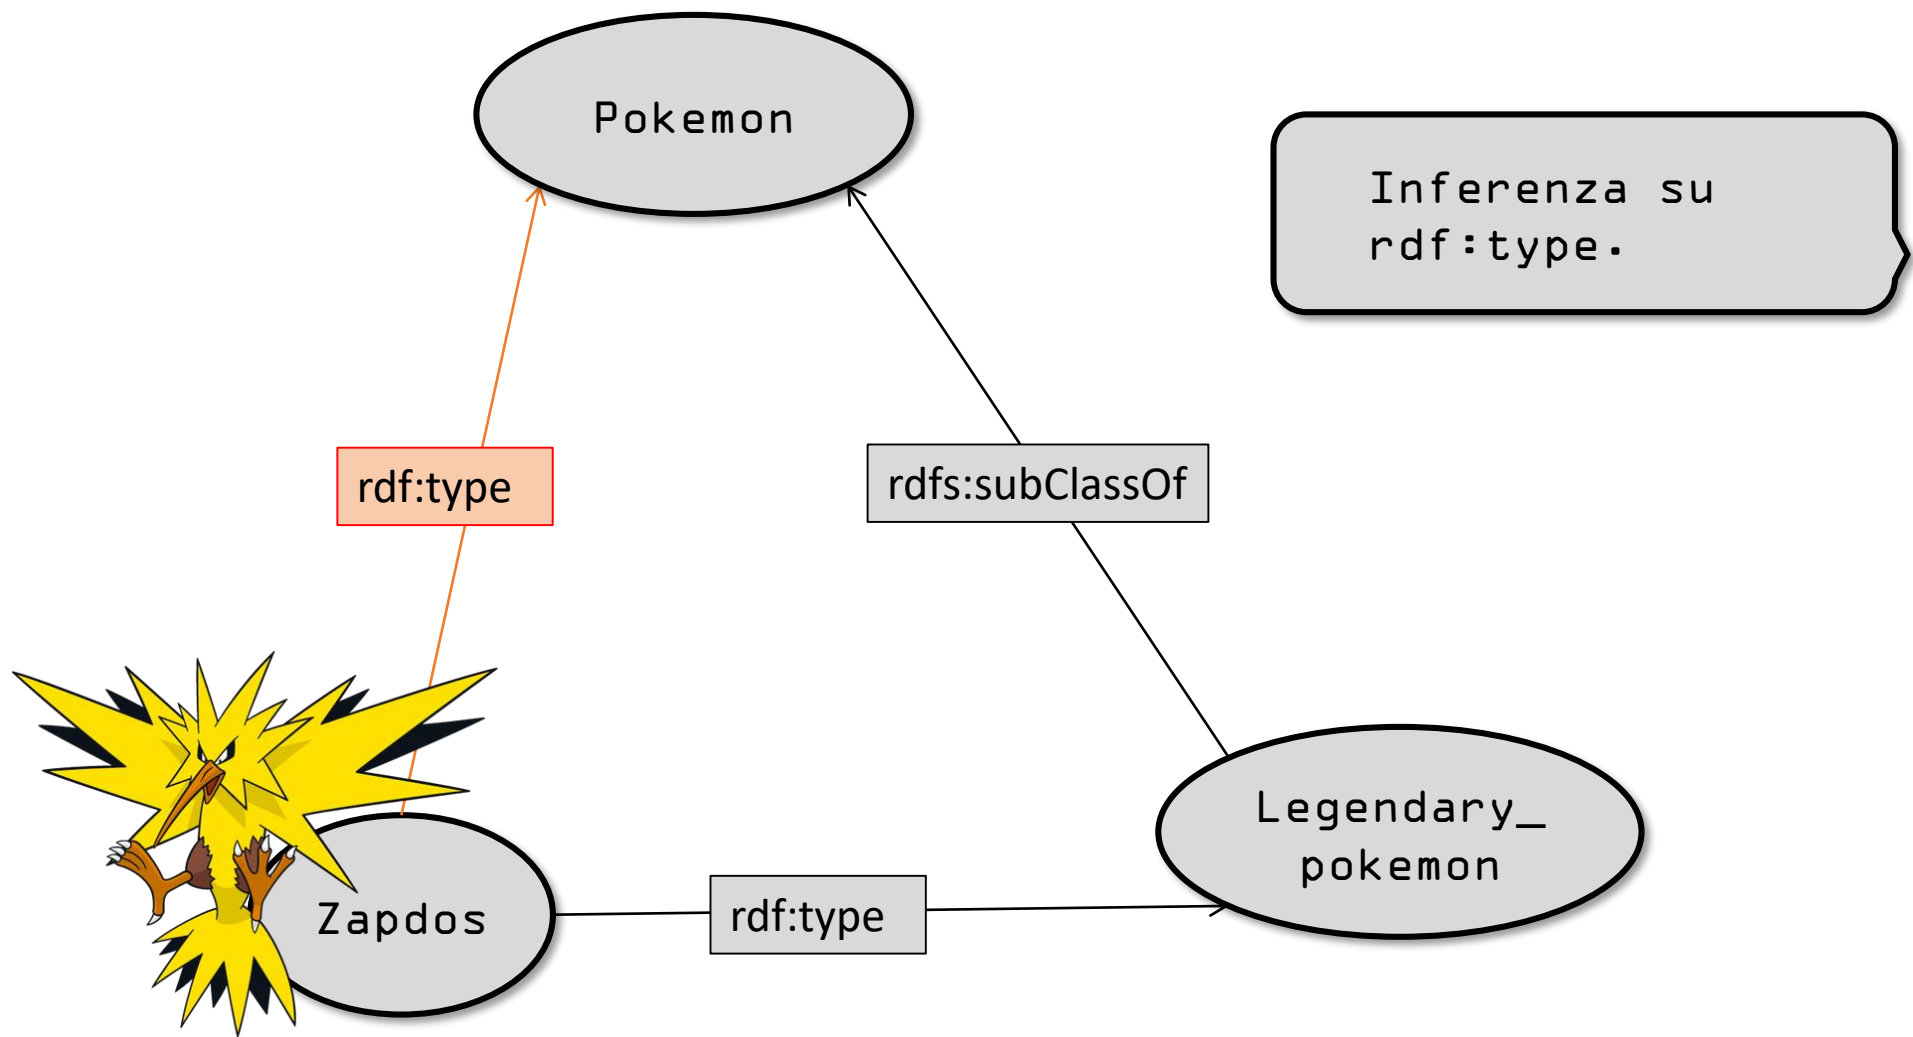 Pokemon
Inferenza su
rdf:type.
rdf:type
rdfs:subClassOf
Legendary_
pokemon
Zapdos
rdf:type